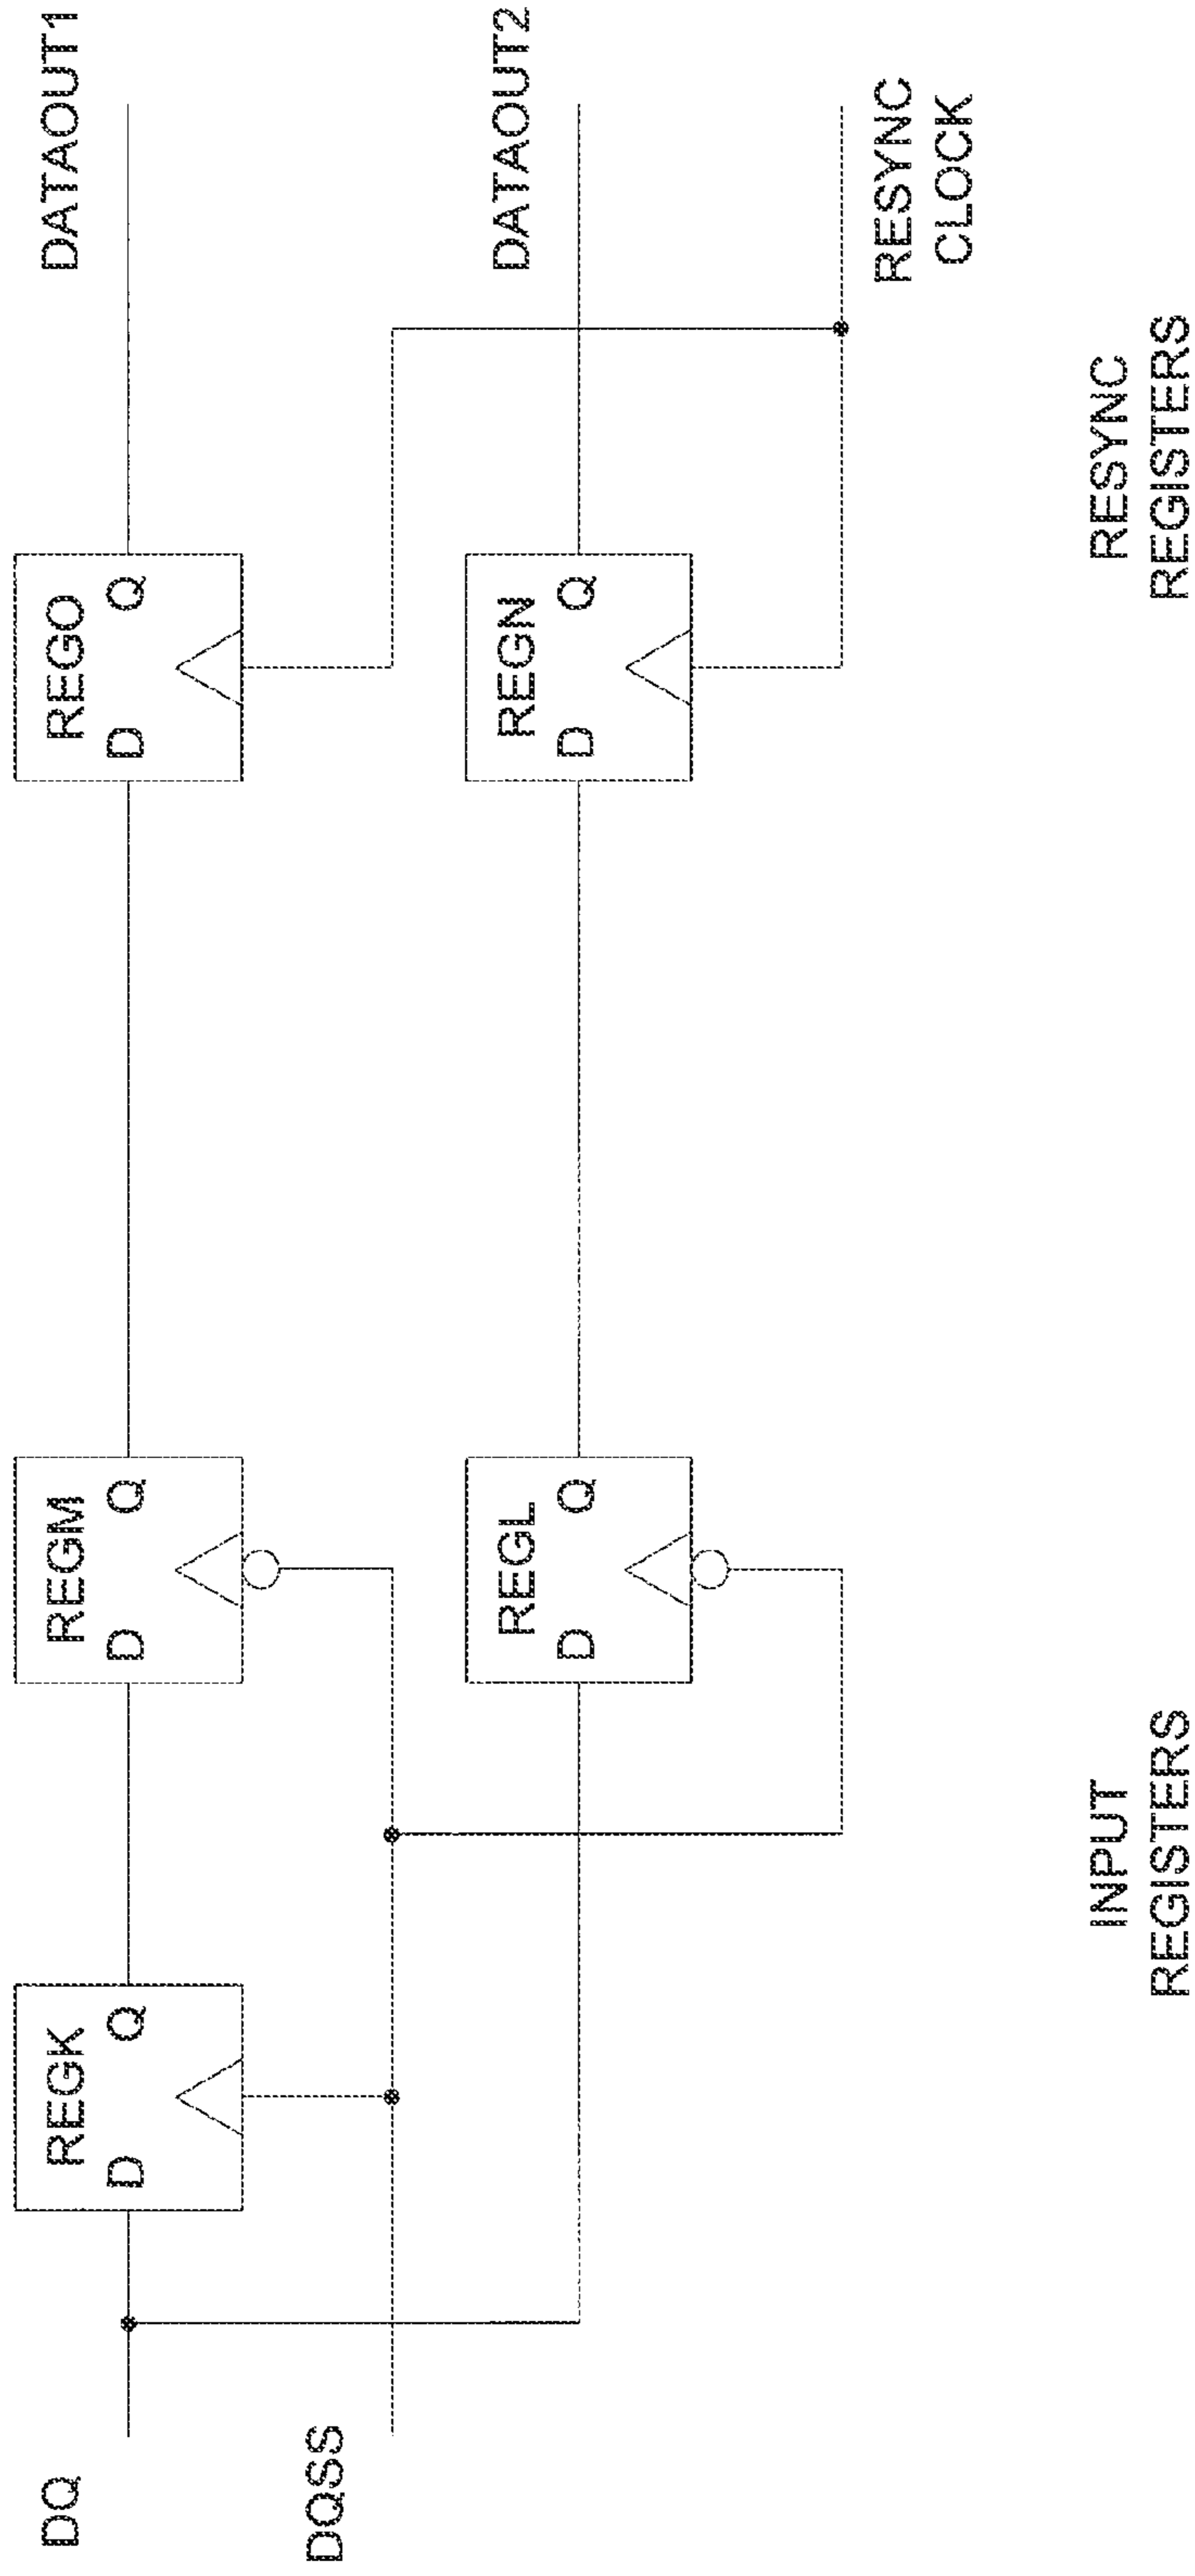 DQ
DQSS
REGK
D Q
REGM
D Q
REGL
D Q
REGO
D Q
REGN
D Q
DATAOUT1
DATAOUT2
RESYNC
CLOCK
INPUT
REGISTERS
RESYNC
REGISTERS